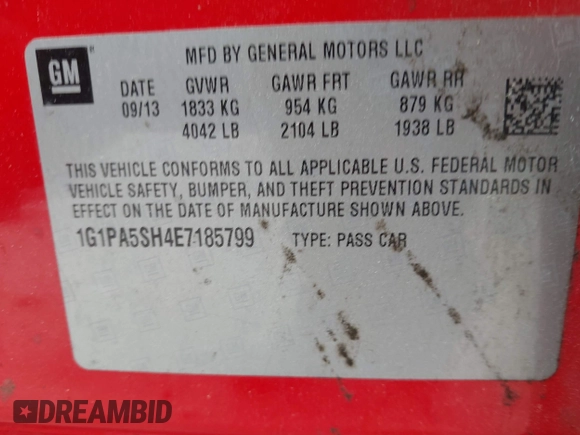 GM
MFD BY GENERAL MOTORS LLC
DATE GVWR GAWR FRT GAWR RR
09/13 1833 KG 954 KG 879 KG
4042 LB 2104 LB 1938 LB
THIS VEHICLE CONFORMS TO ALL APPLICABLE U.S. FEDERAL MOTOR
VEHICLE SAFETY, BUMPER, AND THEFT PREVENTION STANDARDS IN
EFFECT ON THE DATE OF MANUFACTURE SHOWN ABOVE.
1G1PA5SH4E7185799 TYPE: PASS CAR
DREAMBID